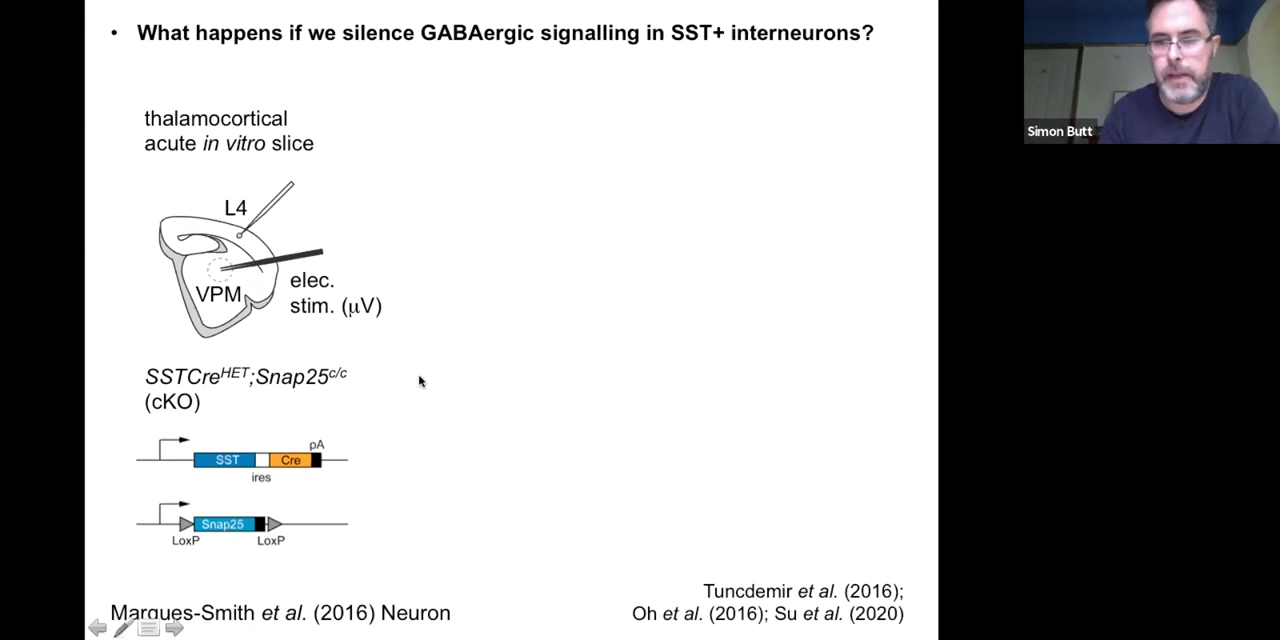 • What happens if we silence GABAergic signalling in SST+ interneurons?
Simon Butt
thalamocortical
acute in vitro slice
L4
VPM
elec.
stim. (μV)
SSTCreHET;Snap25c/c
(cKO)
pA
SST
Cre
ires
Snap25
LoxP
LoxP
Tuncdemir et al. (2016);
Marques-Smith et al. (2016) Neuron
Oh et al. (2016); Su et al. (2020)